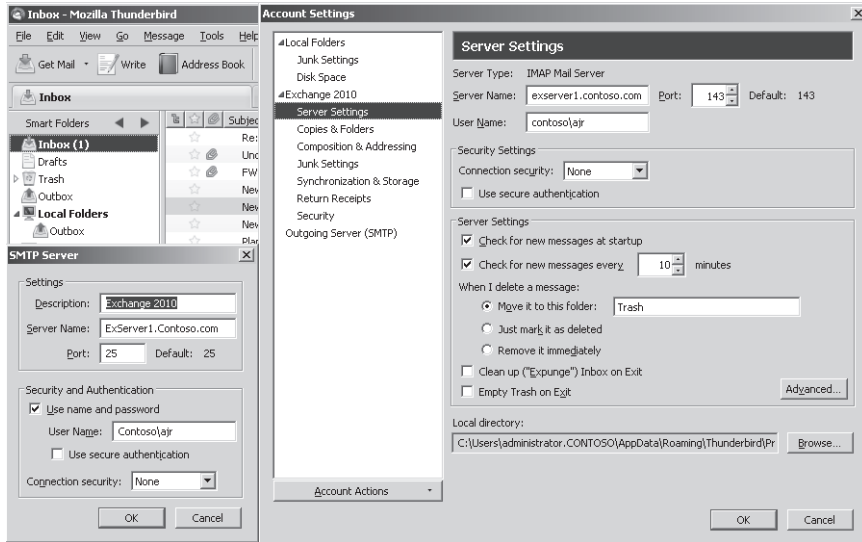 Inbox - Mozilla Thunderbird
File Edit View Go Message Tools Help
Get Mail Write Address Book
Inbox
Smart Folders
Subjec
Inbox (1)
Drafts
Trash
Outbox
Local Folders
Outbox
Re:
Unc
FW
Nev
Nev
Nev
Plar
SMTP Server
Settings
Description: Exchange 2010
Server Name: ExServer1.Contoso.com
Port: 25 Default: 25
Security and Authentication
Use name and password
User Name: Contoso\ajr
Use secure authentication
Connection security: None
OK Cancel
Account Settings
Local Folders
Junk Settings
Disk Space
Exchange 2010
Server Settings
Copies & Folders
Composition & Addressing
Junk Settings
Synchronization & Storage
Return Receipts
Security
Outgoing Server (SMTP)
Account Actions
Server Settings
Server Type: IMAP Mail Server
Server Name: exserver1.contoso.com Port: 143 Default: 143
User Name: contoso\ajr
Security Settings
Connection security: None
Use secure authentication
Server Settings
Check for new messages at startup
Check for new messages every 10 minutes
When I delete a message:
Move it to this folder: Trash
Just mark it as deleted
Remove it immediately
Clean up ("Expunge") Inbox on Exit
Empty Trash on Exit
Advanced...
Local directory:
C:\Users\administrator.CONTOSO\AppData\Roaming\Thunderbird\Pr Browse...
OK Cancel